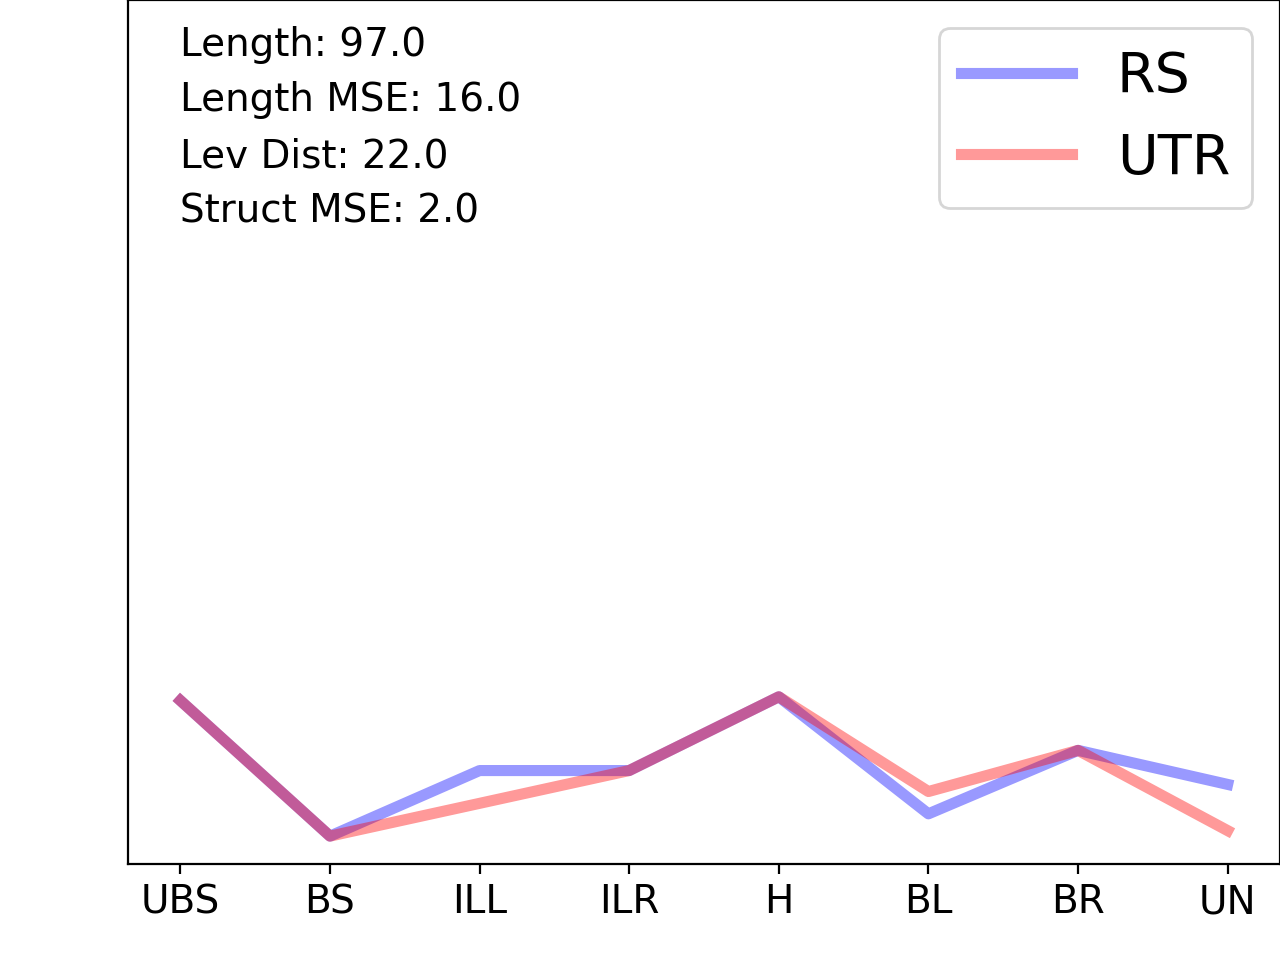 Length: 97.0
Length MSE: 16.0
Lev Dist: 22.0
Struct MSE: 2.0
RS
UTR
UBS BS ILL ILR H BL BR UN